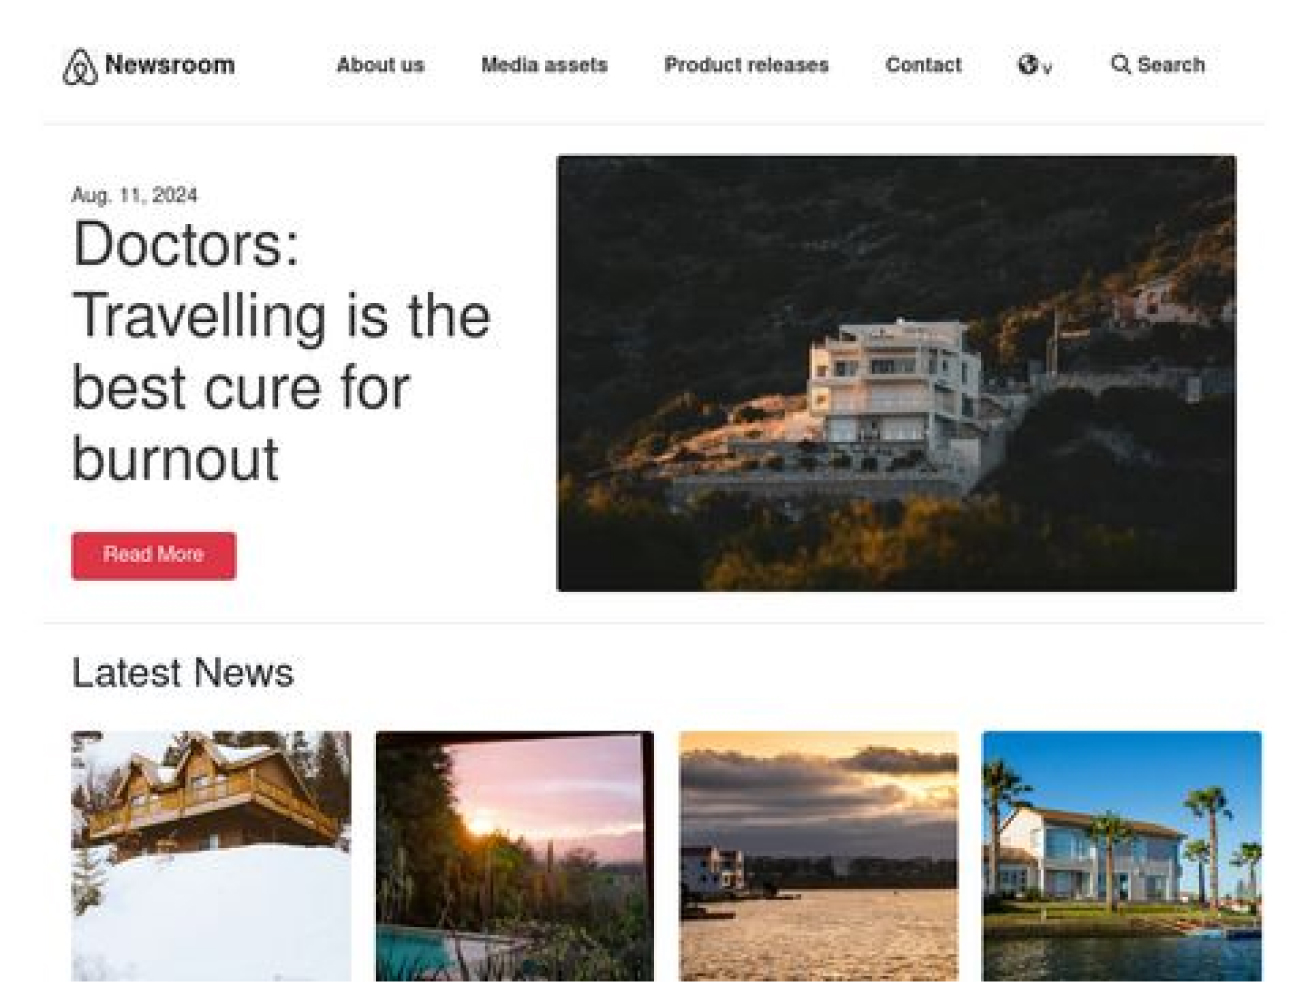 Newsroom About us Media assets Product releases Contact v Search
Aug. 11, 2024
Doctors:
Travelling is the
best cure for
burnout
Read More
Latest News